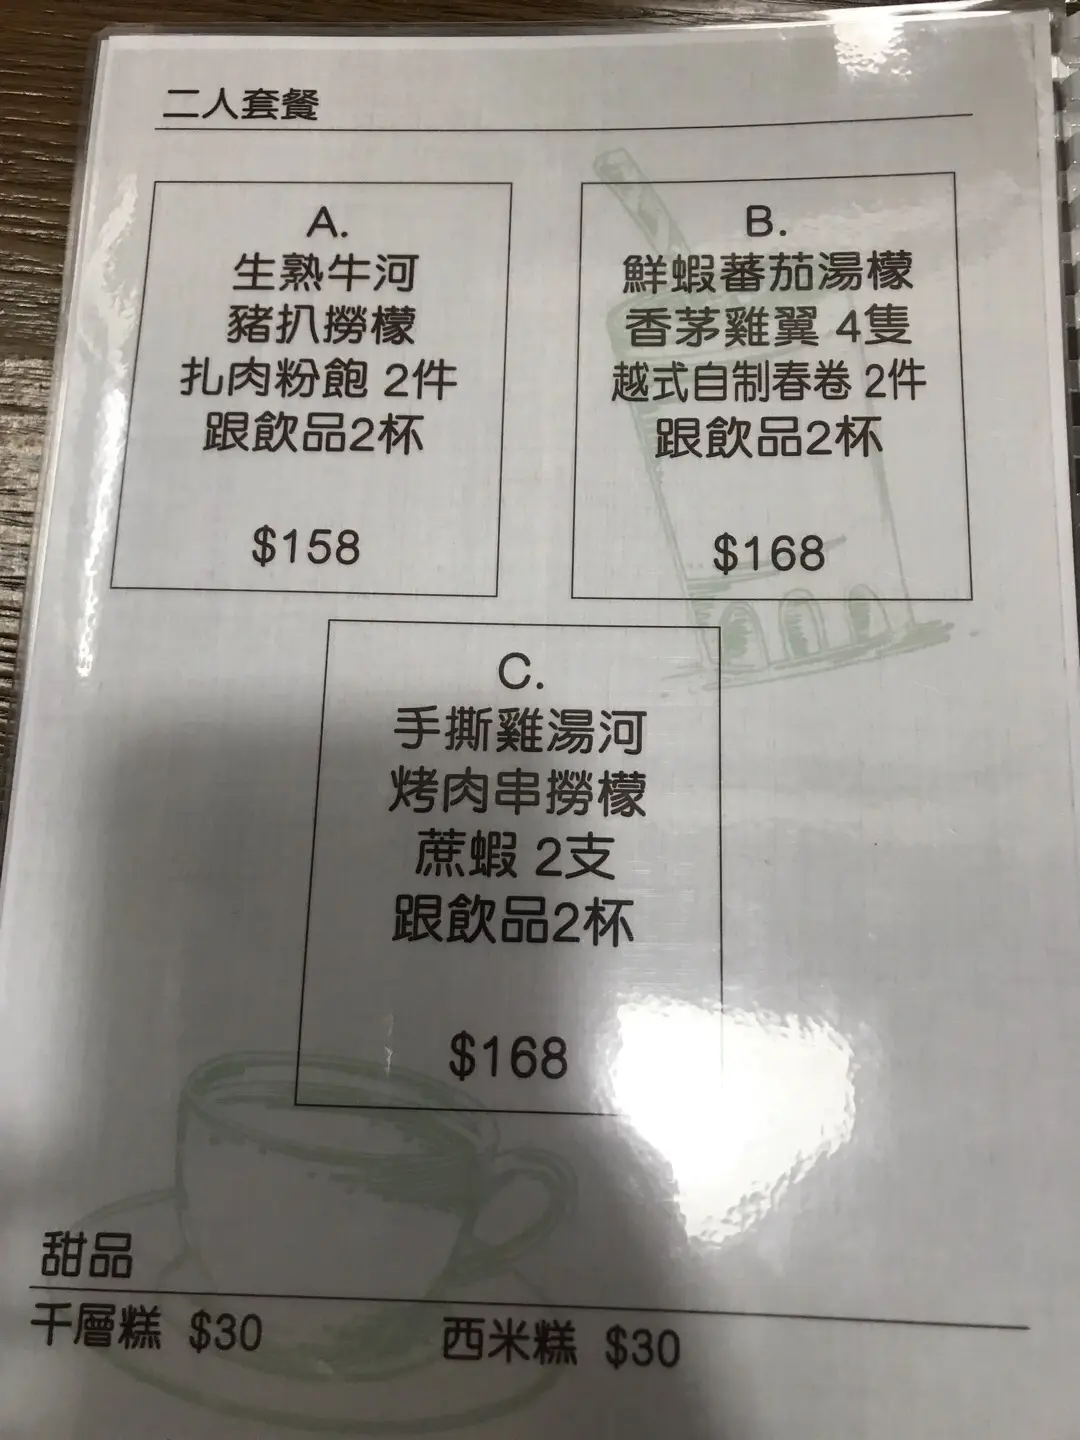 二人套餐
A.
生熟牛河
豬扒撈檬
扎肉粉飽 2件
跟飲品2杯
$158
B.
鮮蝦蕃茄湯檬
香茅雞翼 4隻
越式自制春卷 2件
跟飲品2杯
$168
C.
手撕雞湯河
烤肉串撈檬
蔗蝦 2支
跟飲品2杯
$168
甜品
千層糕 $30
西米糕 $30